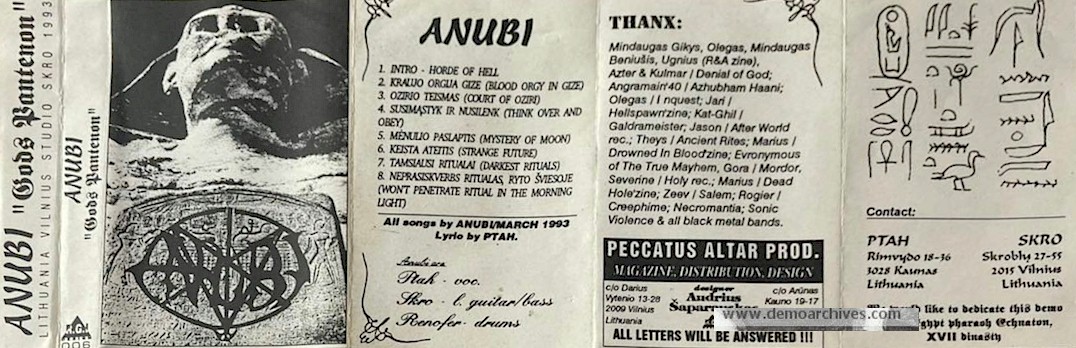 ANUBI "Gods Pantenon"
LITHUANIA VILNIUS STUDIO SKRO 1993
ANUBI
"Gods Pantenon"
ANUBI
006
ANUBI
1. INTRO - HORDE OF HELL
2. KRAUJO ORGIJA GIZE (BLOOD ORGY IN GIZE)
3. OZIRIO TEISMAS (COURT OF OZIRI)
4. SUSIMĄSTYK IR NUSILENK (THINK OVER AND
OBEY)
5. MĖNULIO PASLAPTIS (MYSTERY OF MOON)
6. KEISTA ATEITIS (STRANGE FUTURE)
7. TAMSIAUSI RITUALAI (DARKEST RITUALS)
8. NEPRASISKVERBS RITUALAS, RYTO ŠVIESOJE
(WON'T PENETRATE RITUAL IN THE MORNING
LIGHT)
All songs by ANUBI/MARCH 1993
Lyric by PTAH.
Anubi are
Ptah - voc.
Skro - l. guitar/bass
Renofer - drums
THANX:
Mindaugas Gikys, Olegas, Mindaugas
Beniušis, Ugnius (R&A zine),
Azter & Kulmar / Denial of God;
Angramain'40 / Azhubham Haani;
Olegas / I nquest; Jari /
Hellspawn'zine; Kat-Ghil /
Galdrameister; Jason / After World
rec.; Theys / Ancient Rites; Marius /
Drowned In Blood'zine; Evronymous
of The True Mayhem, Gora / Mordor,
Severine / Holy rec.; Marius / Dead
Hole'zine; Zeev / Salem; Rogier /
Creephime; Necromantia; Sonic
Violence & all black metal bands.
PECCATUS ALTAR PROD.
MAGAZINE, DISTRIBUTION, DESIGN
c/o Darius
Vytenio 13-28
2009 Vilnius
Lithuania
designer
Andrius
c/o Arūnas
Kauno 19-17
ALL LETTERS WILL BE ANSWERED !!!
Contact:
PTAH
Rimvydo 18-36
3028 Kaunas
Lithuania
SKRO
Skroblų 27-55
2015 Vilnius
Lithuania
like to dedicate this demo
pharaoh Echnaton,
XVII dinasty
www.demoarchives.com